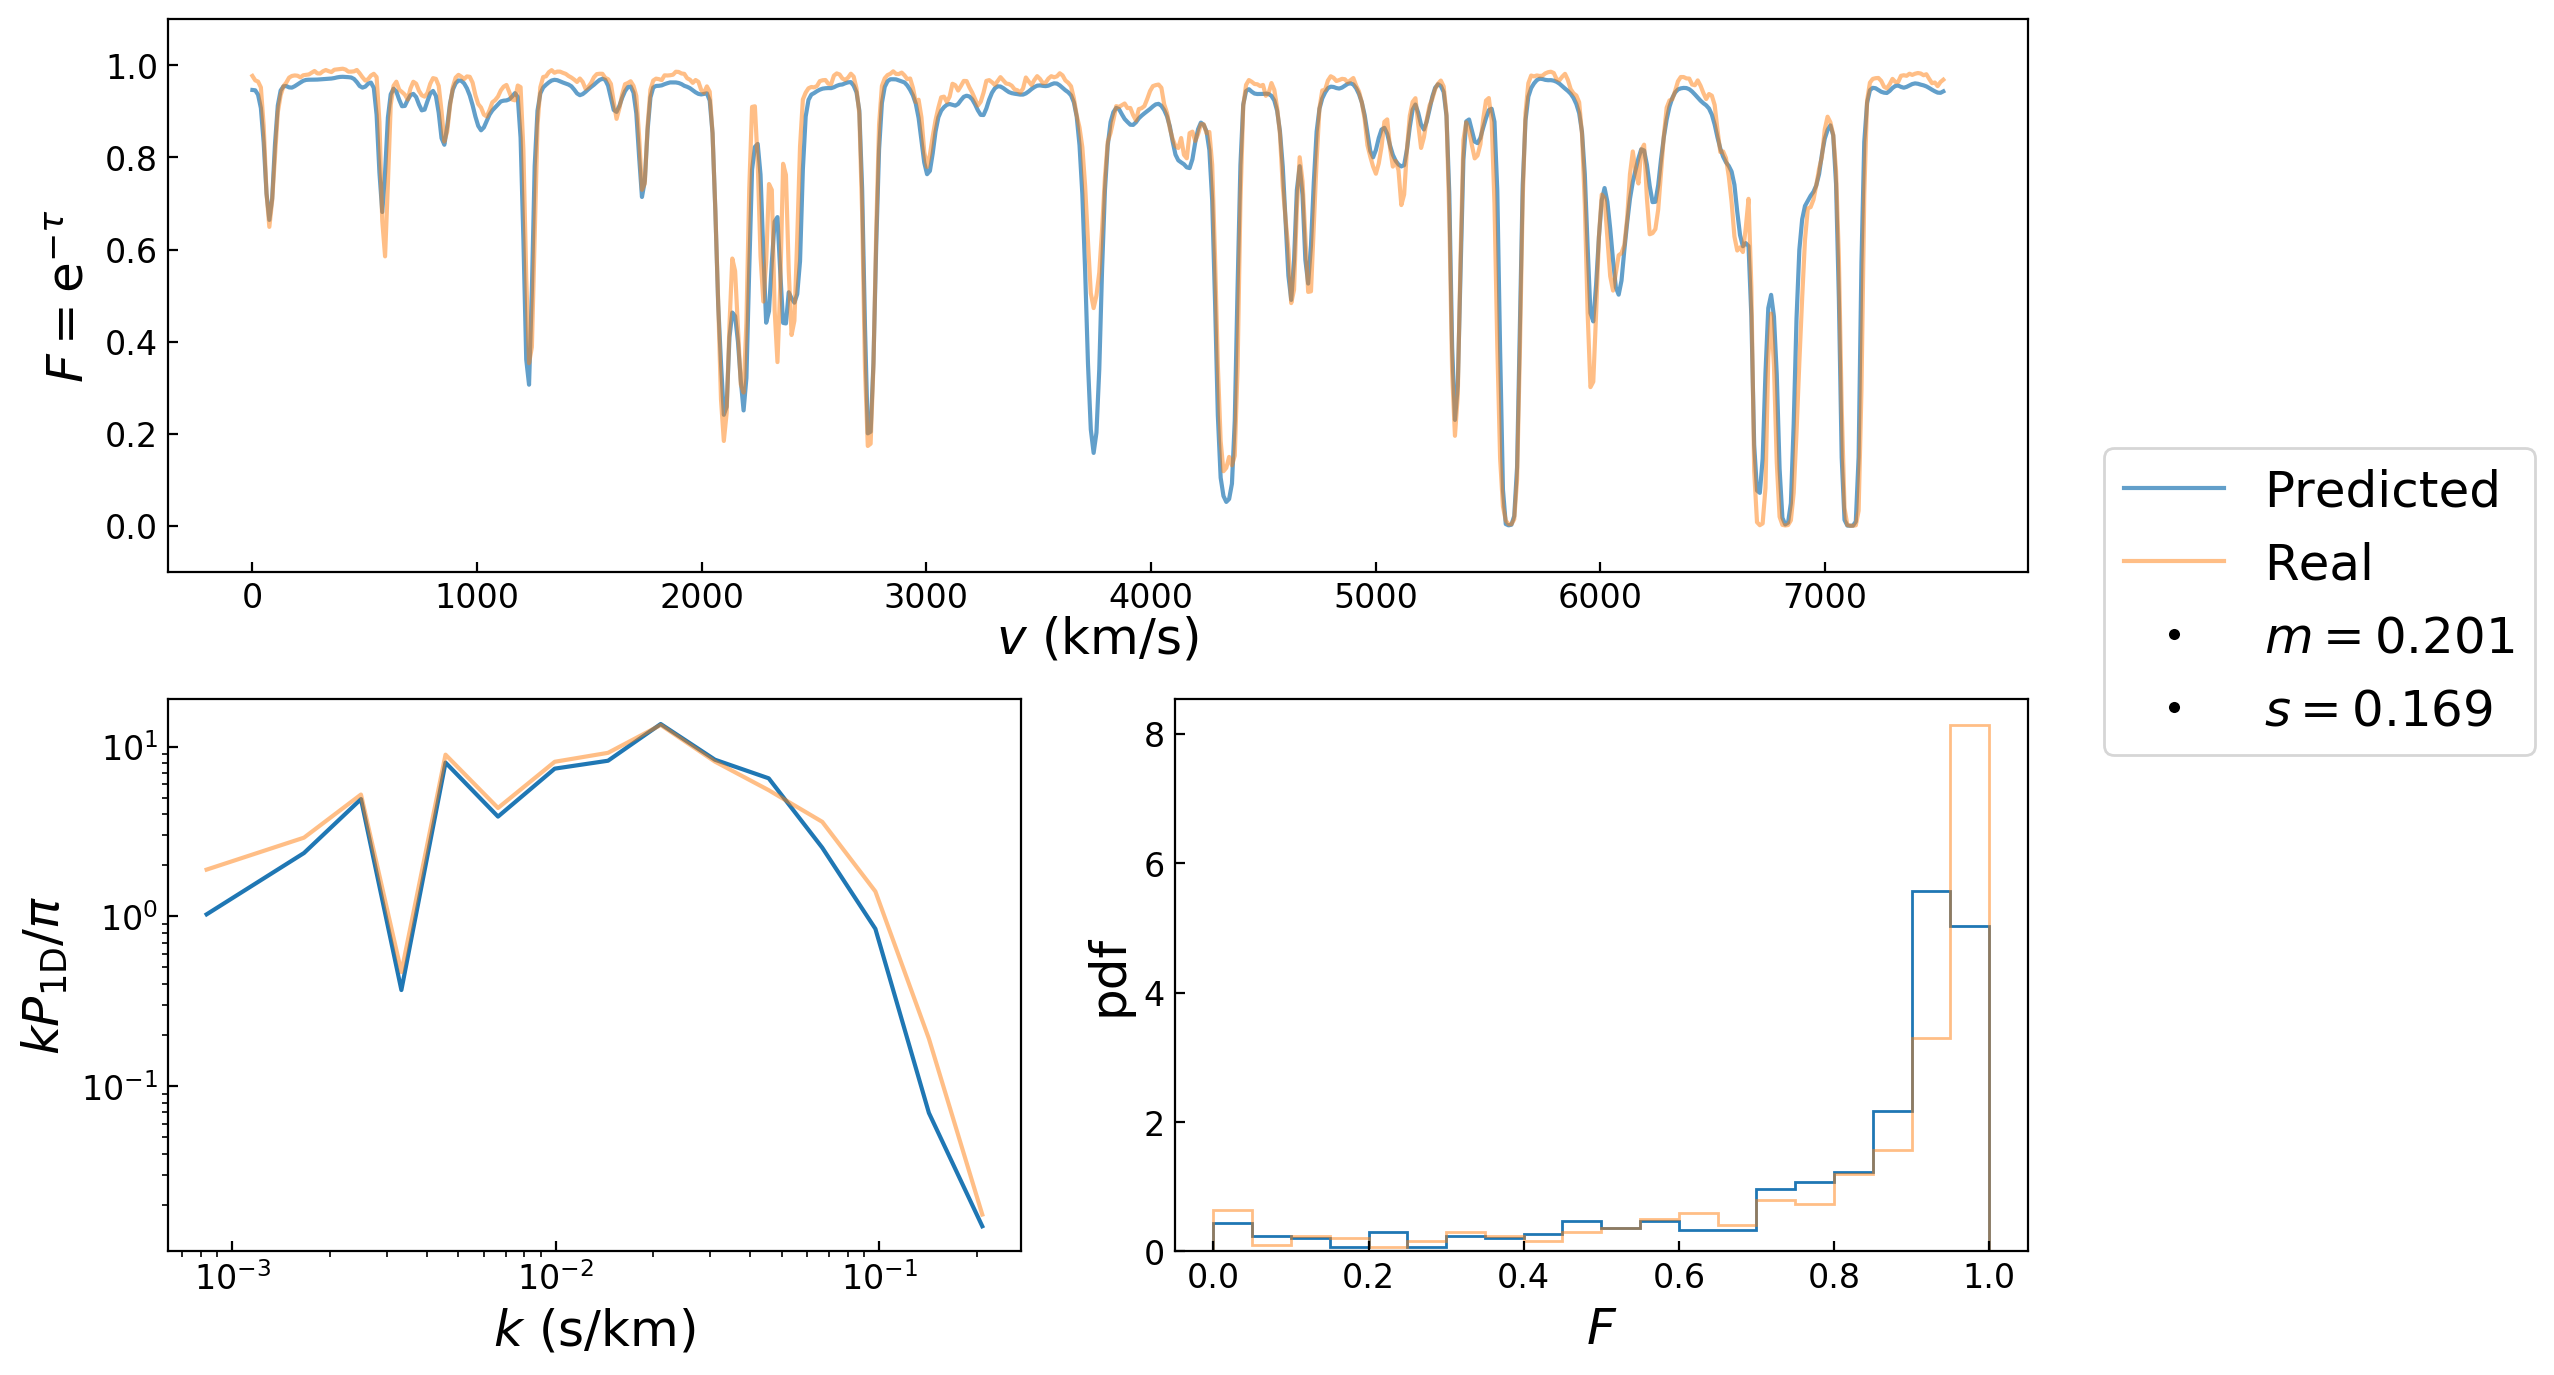 F = e^{-τ}
1.0
0.8
0.6
0.4
0.2
0.0
0 1000 2000 3000 4000 5000 6000 7000
v (km/s)
Predicted
Real
m = 0.201
s = 0.169
kP_{1D}/π
10^1
10^0
10^{-1}
10^{-3} 10^{-2} 10^{-1}
k (s/km)
pdf
8
6
4
2
0
0.0 0.2 0.4 0.6 0.8 1.0
F